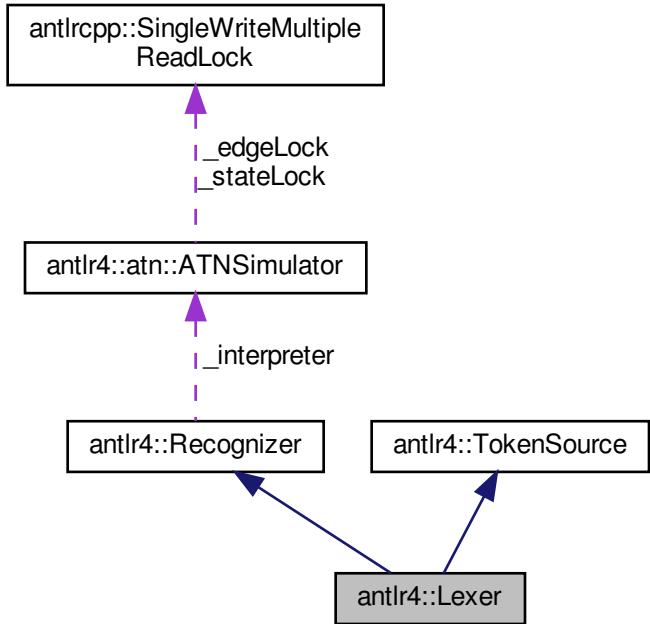 antlrcpp::SingleWriteMultiple
ReadLock
_edgeLock
_stateLock
antlr4::atn::ATNSimulator
_interpreter
antlr4::Recognizer
antlr4::TokenSource
antlr4::Lexer